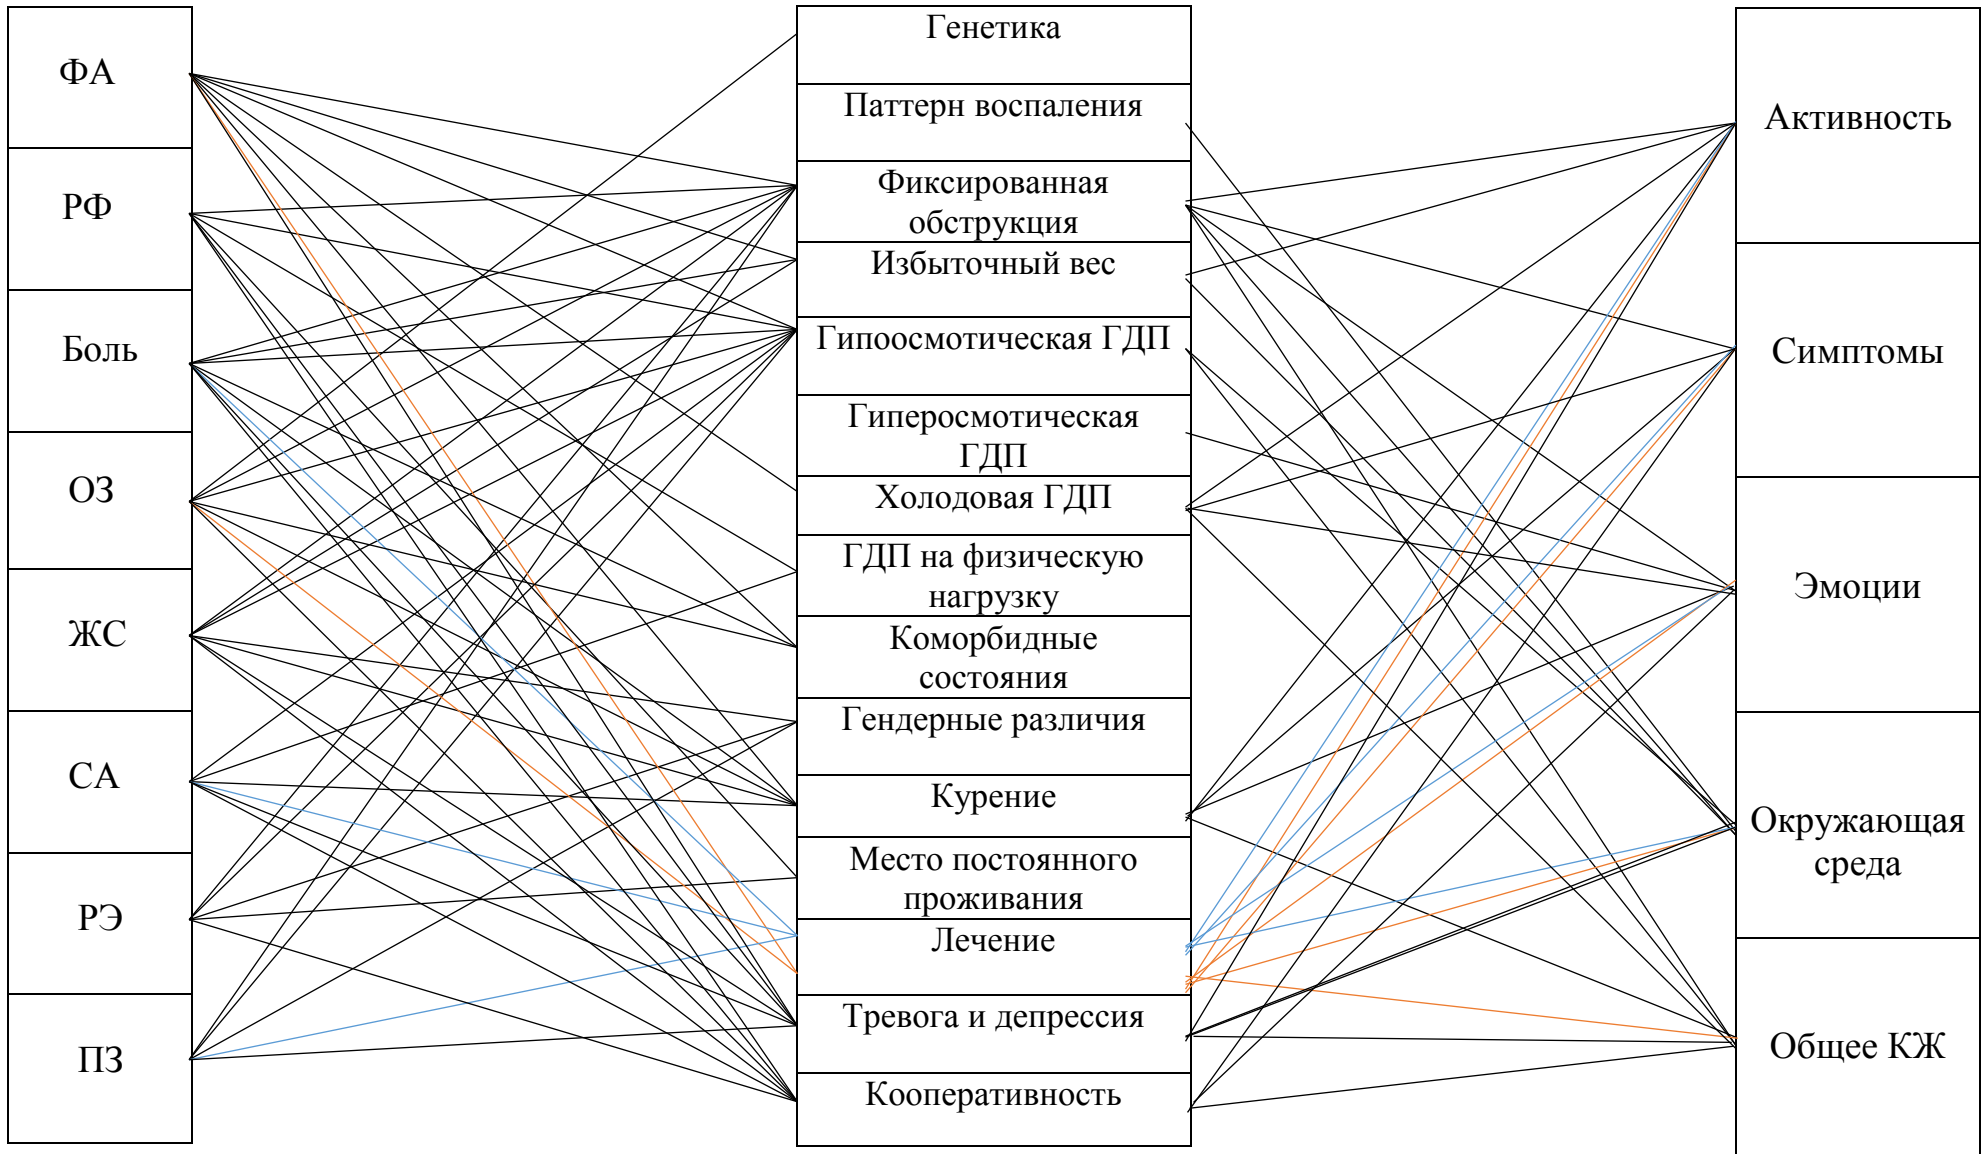 ФА
РФ
Боль
ОЗ
ЖС
СА
РЭ
ПЗ
Генетика
Паттерн воспаления
Фиксированная
обструкция
Избыточный вес
Гипоосмотическая ГДП
Гиперосмотическая
ГДП
Холодовая ГДП
ГДП на физическую
нагрузку
Коморбидные
состояния
Гендерные различия
Курение
Место постоянного
проживания
Лечение
Тревога и депрессия
Кооперативность
Активность
Симптомы
Эмоции
Окружающая
среда
Общее КЖ